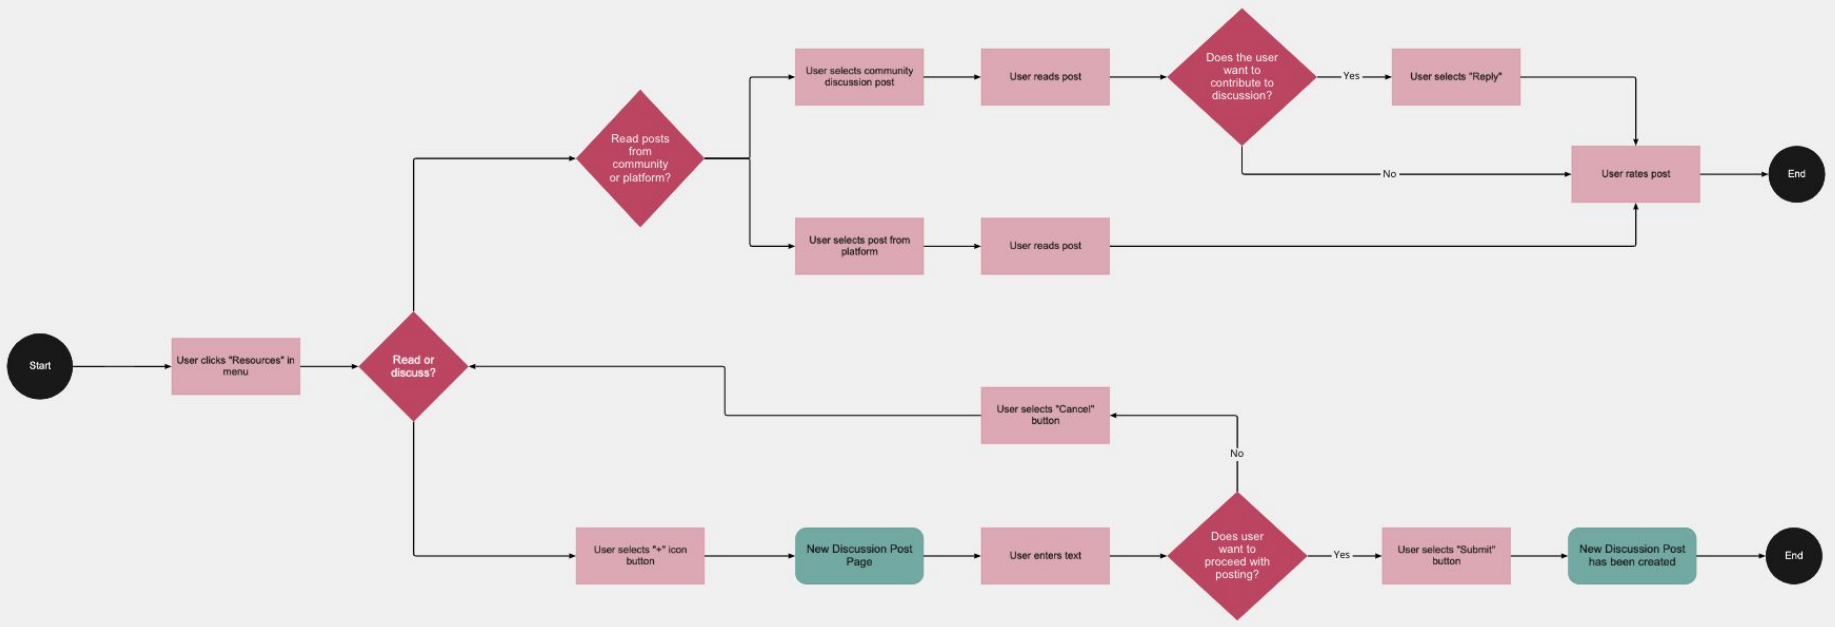 User selects community
discussion post
User reads post
Does the user
want to
contribute to
discussion?
Yes
User selects "Reply"
Read posts
from
community
or platform?
No
User rates post
End
User selects post from
platform
User reads post
Start
User clicks "Resources" in
menu
Read or
discuss?
User selects "Cancel"
button
No
User selects "+" icon
button
New Discussion Post
Page
User enters text
Does user
want to
proceed with
posting?
Yes
User selects "Submit"
button
New Discussion Post
has been created
End